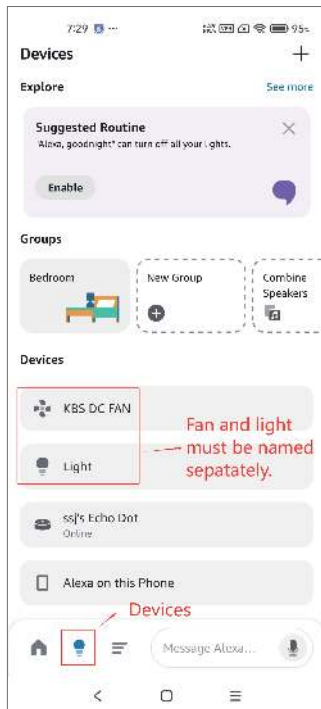 7:29
95
Devices
Explore
See more
Suggested Routine
"Alexa, goodnight" can turn off all your lights.
Enable
Groups
Bedroom
New Group
Combine
Speakers
Devices
KBS DC FAN
Light
Fan and light
must be named
sepatately.
ssj's Echo Dot
Online
Alexa on this Phone
Devices
Message Alexa...